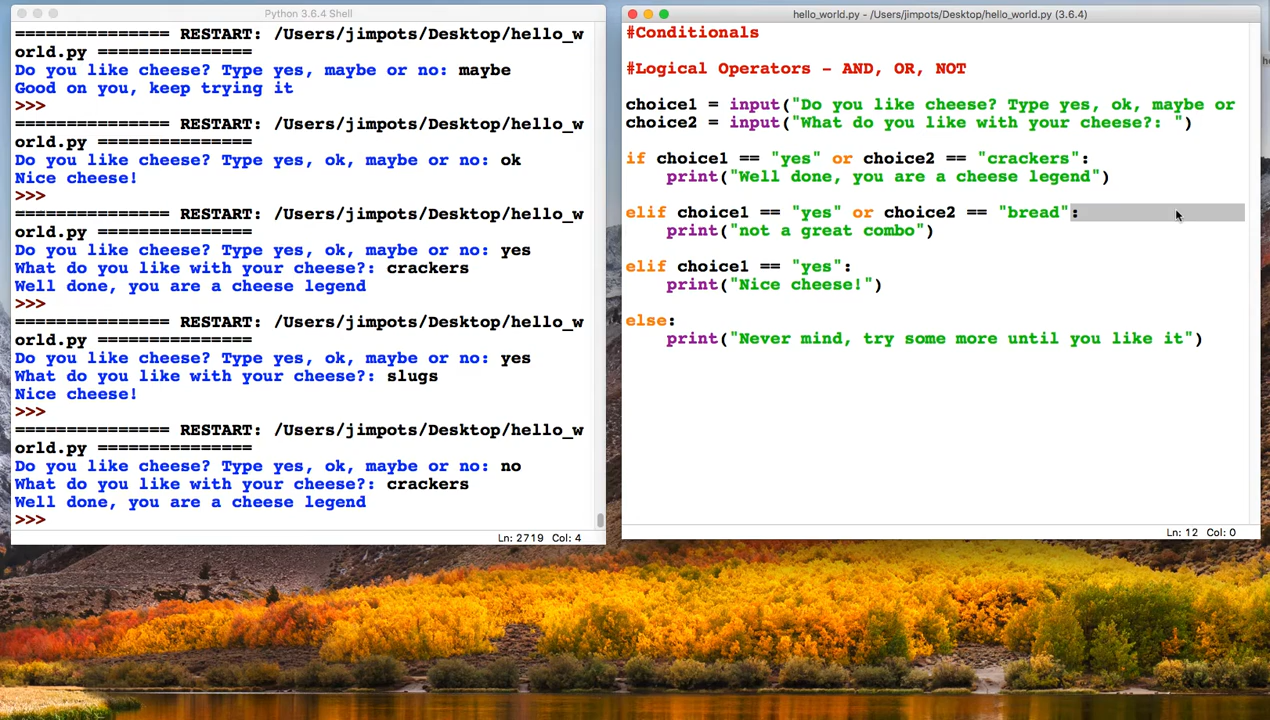 Python 3.6.4 Shell
=============== RESTART: /Users/jimpots/Desktop/hello_w
orld.py ===============
Do you like cheese? Type yes, maybe or no: maybe
Good on you, keep trying it
>>>
=============== RESTART: /Users/jimpots/Desktop/hello_w
orld.py ===============
Do you like cheese? Type yes, ok, maybe or no: ok
Nice cheese!
>>>
=============== RESTART: /Users/jimpots/Desktop/hello_w
orld.py ===============
Do you like cheese? Type yes, ok, maybe or no: yes
What do you like with your cheese?: crackers
Well done, you are a cheese legend
>>>
=============== RESTART: /Users/jimpots/Desktop/hello_w
orld.py ===============
Do you like cheese? Type yes, ok, maybe or no: yes
What do you like with your cheese?: slugs
Nice cheese!
>>>
=============== RESTART: /Users/jimpots/Desktop/hello_w
orld.py ===============
Do you like cheese? Type yes, ok, maybe or no: no
What do you like with your cheese?: crackers
Well done, you are a cheese legend
>>>
Ln: 2719 Col: 4
hello_world.py - /Users/jimpots/Desktop/hello_world.py (3.6.4)
#Conditionals
#Logical Operators - AND, OR, NOT
choice1 = input("Do you like cheese? Type yes, ok, maybe or
choice2 = input("What do you like with your cheese?: ")
if choice1 == "yes" or choice2 == "crackers":
    print("Well done, you are a cheese legend")
elif choice1 == "yes" or choice2 == "bread":
    print("not a great combo")
elif choice1 == "yes":
    print("Nice cheese!")
else:
    print("Never mind, try some more until you like it")
Ln: 12 Col: 0